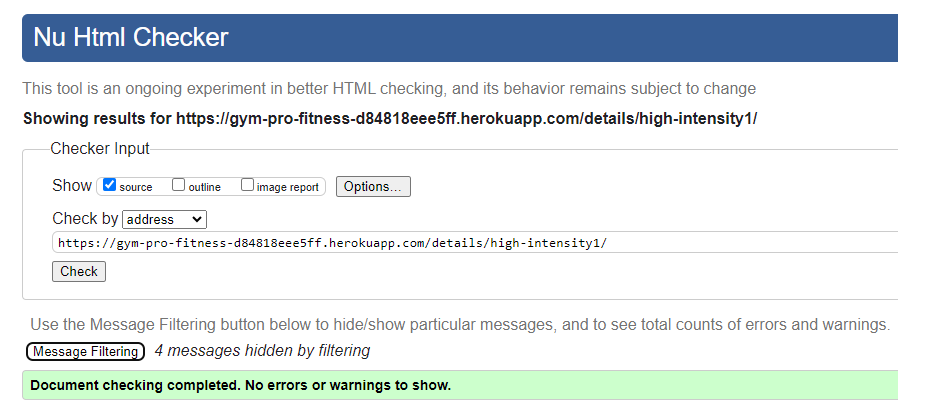 Nu Html Checker
This tool is an ongoing experiment in better HTML checking, and its behavior remains subject to change
Showing results for https://gym-pro-fitness-d84818eee5ff.herokuapp.com/details/high-intensity1/
Checker Input
Show source outline image report Options...
Check by address
https://gym-pro-fitness-d84818eee5ff.herokuapp.com/details/high-intensity1/
Check
Use the Message Filtering button below to hide/show particular messages, and to see total counts of errors and warnings.
Message Filtering 4 messages hidden by filtering
Document checking completed. No errors or warnings to show.